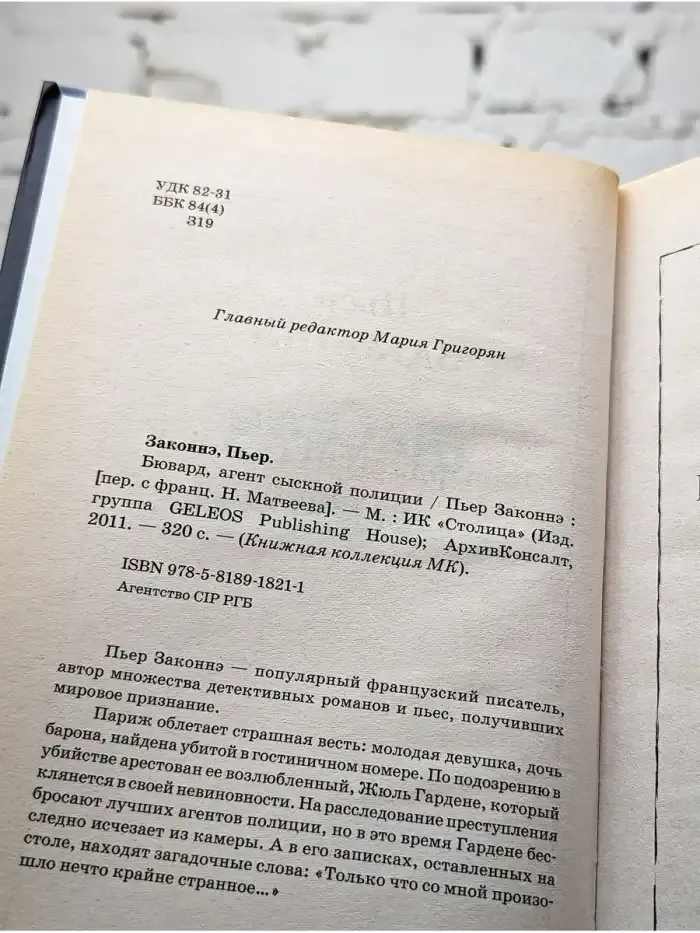 УДК 82-31
ББК 84(4)
З19
Главный редактор Мария Григорян
Законнэ, Пьер.
Бювард, агент сыскной полиции / Пьер Законнэ :
[пер. с франц. Н. Матвеева]. — М. : ИК «Столица» (Изд.
группа GELEOS Publishing House); АрхивКонсалт,
2011. — 320 с. — (Книжная коллекция МК).
ISBN 978-5-8189-1821-1
Агентство CIP РГБ
Пьер Законнэ — популярный французский писатель,
автор множества детективных романов и пьес, получивших
мировое признание.
Париж облетает страшная весть: молодая девушка, дочь
барона, найдена убитой в гостиничном номере. По подозрению в
убийстве арестован ее возлюбленный, Жюль Гардене, который
клянется в своей невиновности. На расследование преступления
бросают лучших агентов полиции, но в это время Гардене бес-
следно исчезает из камеры. А в его записках, оставленных на
столе, находят загадочные слова: «Только что со мной произо-
шло нечто крайне странное...»